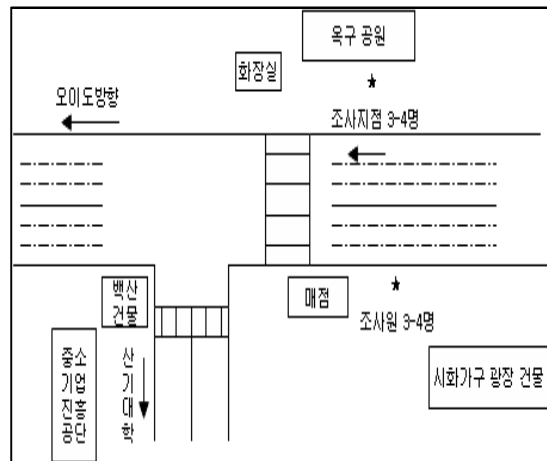 옥구 공원
화장실
오이도방향
조사지점 3-4명
백산
건물
매점
조사원 3-4명
중소
기업
진흥
공단
산
기
대
학
시화가구 광장 건물